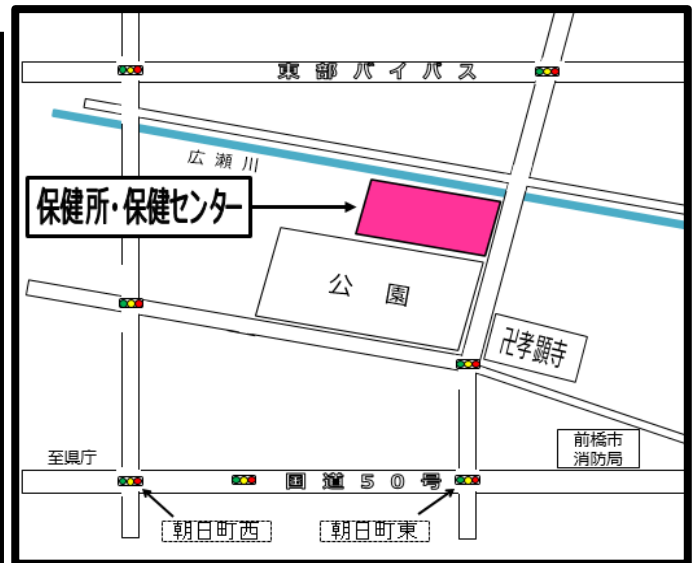 東部バイパス
広瀬川
保健所・保健センター
公園
卍孝顕寺
前橋市
消防局
至県庁
国道50号
朝日町西
朝日町東